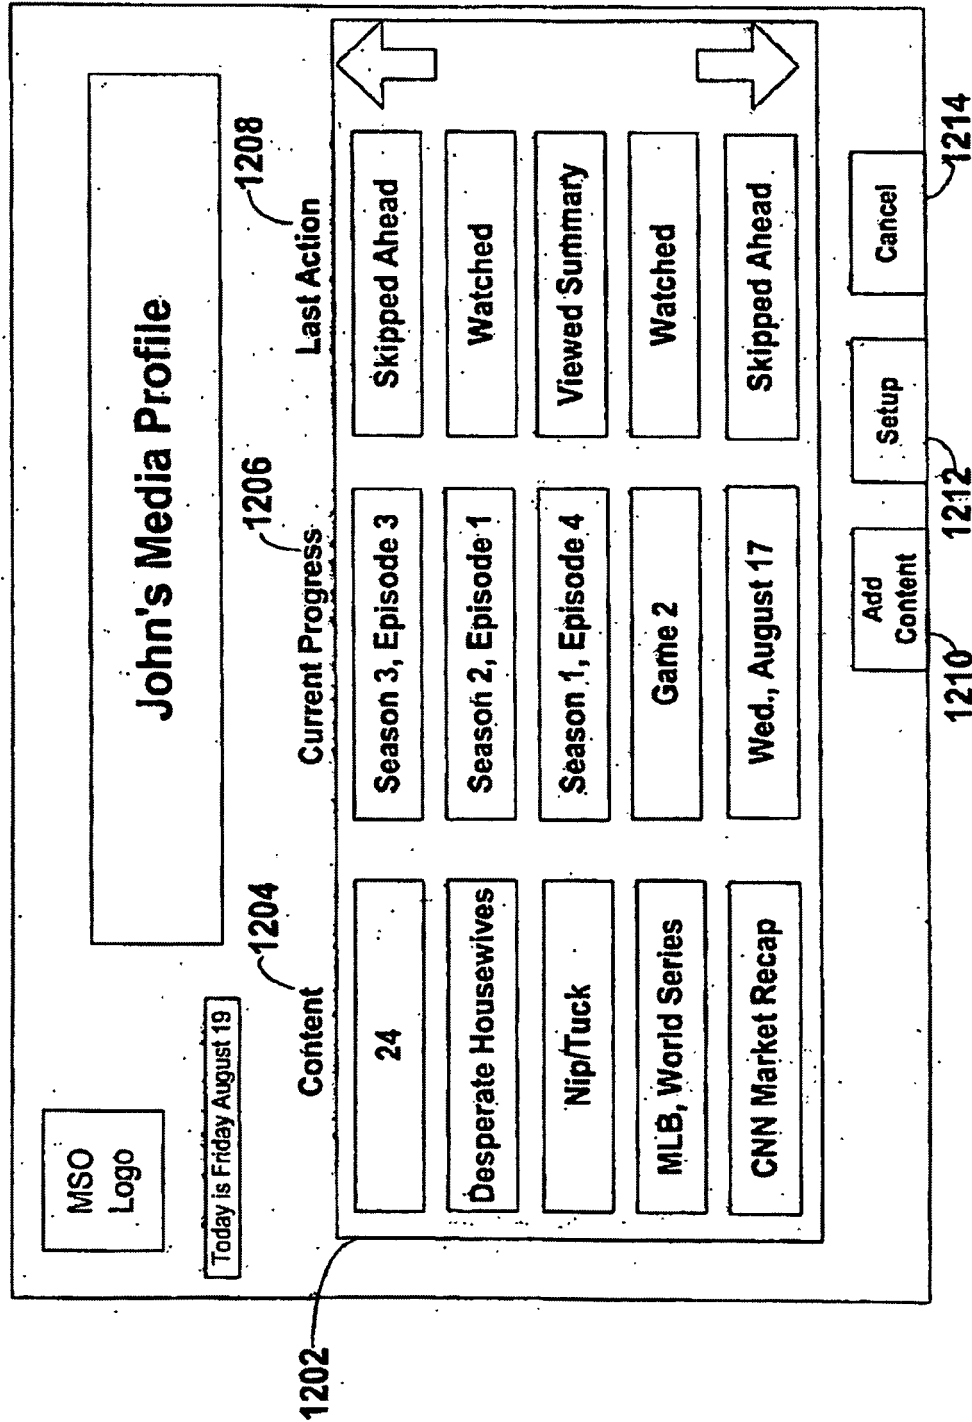 MSO
Logo
John's Media Profile
Today is Friday August 19
1204
1206
1208
Content
Current Progress
Last Action
1202
24
Season 3, Episode 3
Skipped Ahead
Desperate Housewives
Season 2, Episode 1
Watched
Nip/Tuck
Season 1, Episode 4
Viewed Summary
MLB, World Series
Game 2
Watched
CNN Market Recap
Wed., August 17
Skipped Ahead
Add
Content
Setup
Cancel
1210
1212
1214